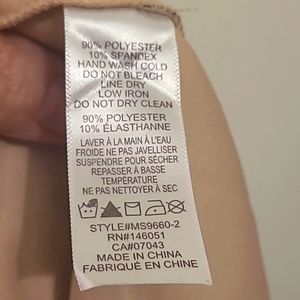 90% POLYESTER
10% SPANDEX
HAND WASH COLD
DO NOT BLEACH
LINE DRY
LOW IRON
DO NOT DRY CLEAN
90% POLYESTER
10% ÉLASTHANNE
LAVER À LA MAIN À L'EAU
FROIDE NE PAS JAVELLISER
SUSPENDRE POUR SÉCHER
REPASSER À BASSE
TEMPÉRATURE
NE PAS NETTOYER À SEC
STYLE#MS9660-2
RN#146051
CA#07043
MADE IN CHINA
FABRIQUÉ EN CHINE